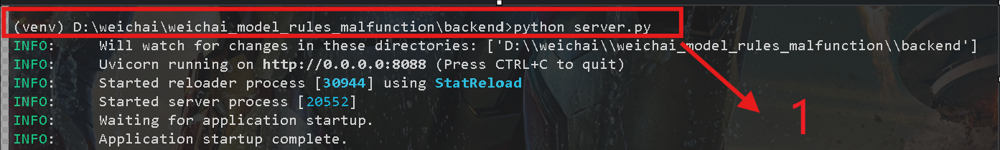 (venv) D:\weichai\weichai_model_rules_malfunction\backend>python server.py
INFO:     Will watch for changes in these directories: ['D:\\weichai\\weichai_model_rules_malfunction\\backend']
INFO:     Uvicorn running on http://0.0.0.0:8088 (Press CTRL+C to quit)
INFO:     Started reloader process [30944] using StatReload
INFO:     Started server process [20552]
INFO:     Waiting for application startup.
INFO:     Application startup complete.
1